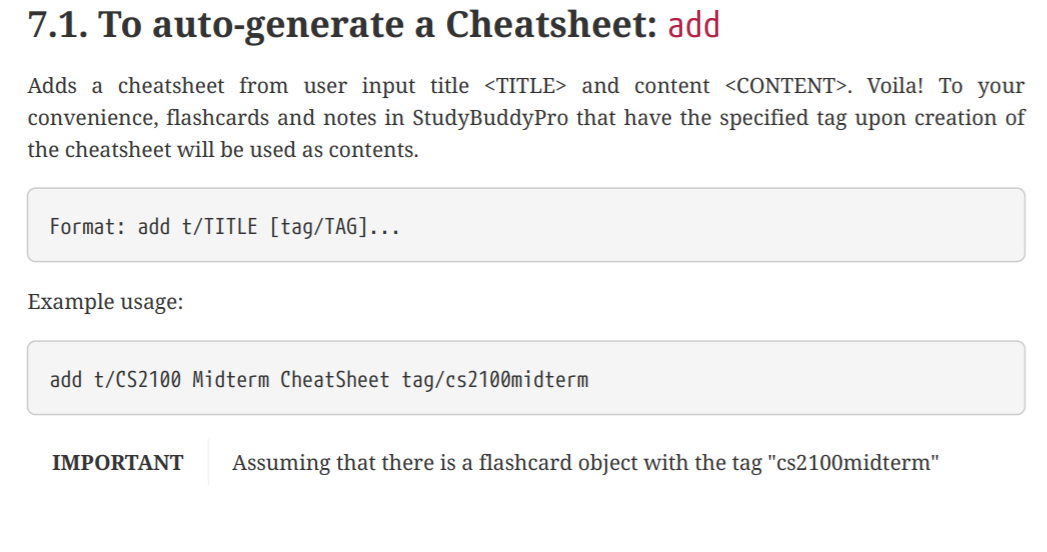 7.1. To auto-generate a Cheatsheet: add
Adds a cheatsheet from user input title <TITLE> and content <CONTENT>. Voila! To your
convenience, flashcards and notes in StudyBuddyPro that have the specified tag upon creation of
the cheatsheet will be used as contents.
Format: add t/TITLE [tag/TAG]...
Example usage:
add t/CS2100 Midterm CheatSheet tag/cs2100midterm
IMPORTANT Assuming that there is a flashcard object with the tag "cs2100midterm"